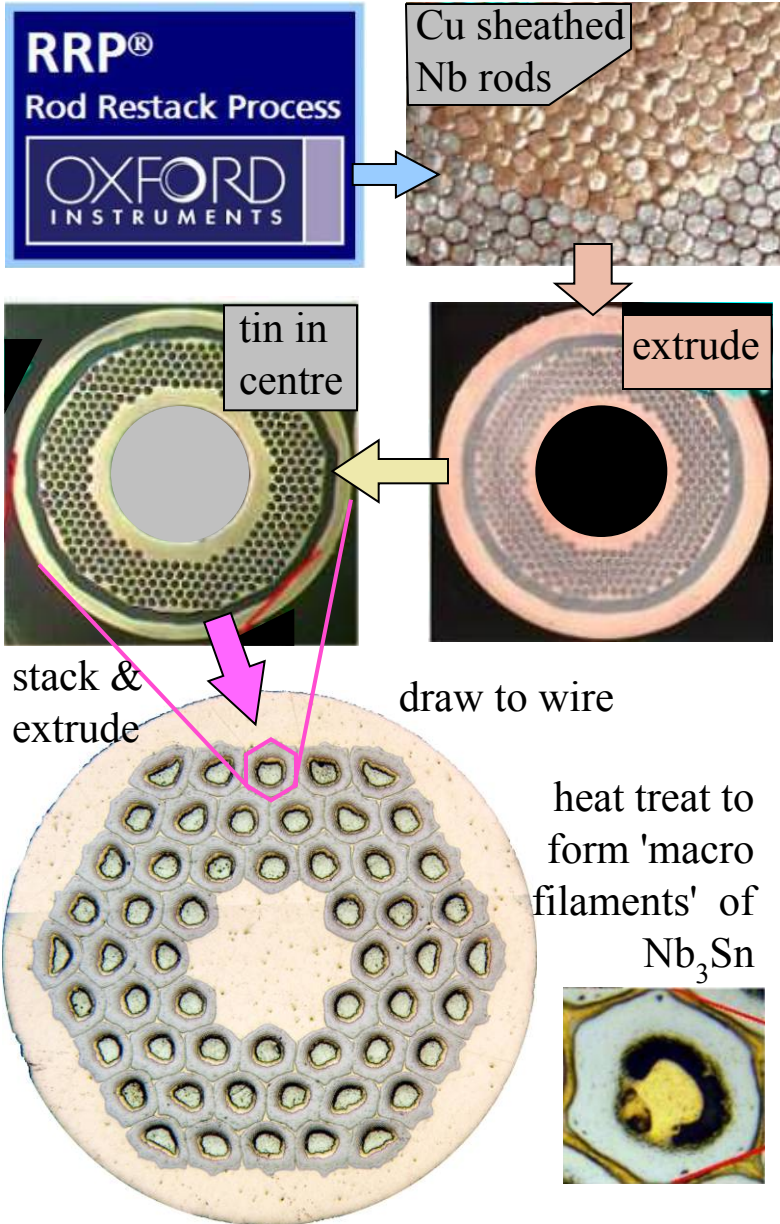 RRP®
Rod Restack Process
OXFORD
INSTRUMENTS
Cu sheathed
Nb rods
extrude
tin in
centre
stack &
extrude
draw to wire
heat treat to
form 'macro
filaments' of
Nb₃Sn